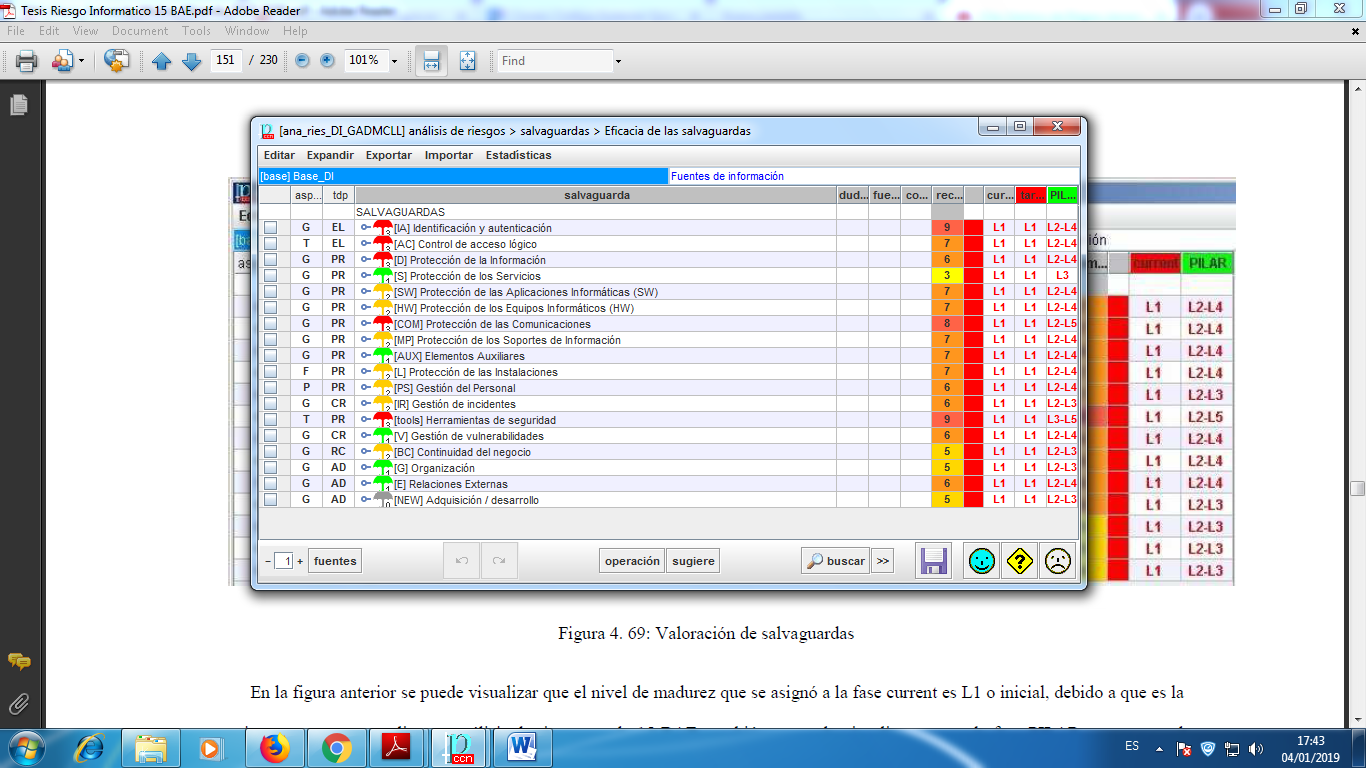 Tesis Riesgo Informatico 15 BAE.pdf - Adobe Reader
File Edit View Document Tools Window Help
151 / 230 101% Find
[ana_ries_DI_GADMCLL] análisis de riesgos > salvaguardas > Eficacia de las salvaguardas
Editar Expandir Exportar Importar Estadísticas
[base] Base_DI Fuentes de información
asp... tdp salvaguarda dud... fue... co... rec... cur... tar... PIL...
SALVAGUARDAS
G EL [IA] Identificación y autenticación 9 L1 L1 L2-L4
T EL [AC] Control de acceso lógico 7 L1 L1 L2-L4
G PR [D] Protección de la Información 6 L1 L1 L2-L4
G PR [S] Protección de los Servicios 3 L1 L1 L3
G PR [SW] Protección de las Aplicaciones Informáticas (SW) 7 L1 L1 L2-L4
G PR [HW] Protección de los Equipos Informáticos (HW) 7 L1 L1 L2-L4
G PR [COM] Protección de las Comunicaciones 8 L1 L1 L2-L5
G PR [MP] Protección de los Soportes de Información 7 L1 L1 L2-L4
G PR [AUX] Elementos Auxiliares 7 L1 L1 L2-L4
F PR [L] Protección de las Instalaciones 7 L1 L1 L2-L4
P PR [PS] Gestión del Personal 6 L1 L1 L2-L4
G CR [IR] Gestión de incidentes 6 L1 L1 L2-L3
T PR [tools] Herramientas de seguridad 9 L1 L1 L3-L5
G CR [V] Gestión de vulnerabilidades 6 L1 L1 L2-L4
G RC [BC] Continuidad del negocio 5 L1 L1 L2-L3
G AD [G] Organización 5 L1 L1 L2-L3
G AD [E] Relaciones Externas 6 L1 L1 L2-L4
G AD [NEW] Adquisición / desarrollo 5 L1 L1 L2-L3
- 1 + fuentes operación sugiere buscar >>
current PILAR
L1 L2-L4
L1 L2-L4
L1 L2-L4
L1 L2-L4
L1 L2-L3
L1 L2-L5
L1 L2-L4
L1 L2-L4
L1 L2-L4
L1 L2-L3
L1 L2-L3
L1 L2-L3
L1 L2-L3
Figura 4. 69: Valoración de salvaguardas
En la figura anterior se puede visualizar que el nivel de madurez que se asignó a la fase current es L1 o inicial, debido a que es la
ES 17:43
04/01/2019